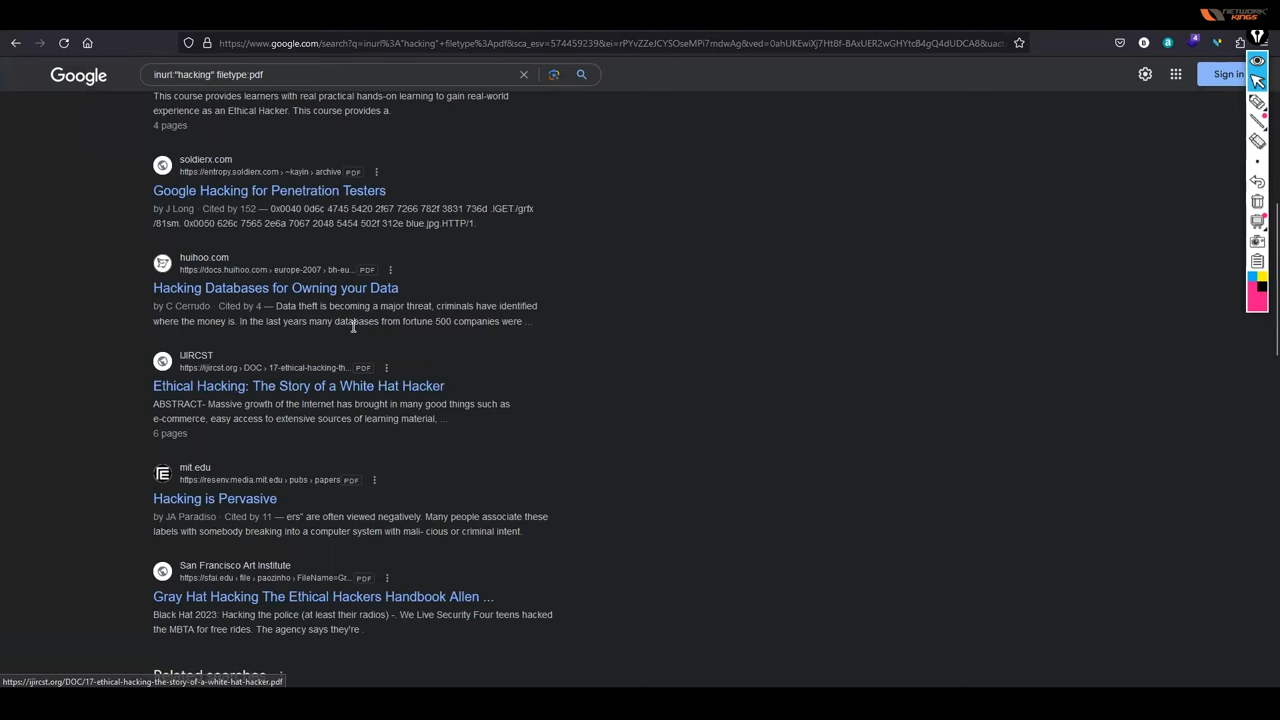 NETWORK
KINGS
https://www.google.com/search?q=inurl%3A"hacking"+filetype%3Apdf&sca_esv=574459239&ei=rPYvZZeJCYSOseMPi7mdwAg&ved=0ahUKEwiXj7Ht8f-BAxUER2wGHYtcB4gQ4dUDCA8&uact
Google
inurl:"hacking" filetype:pdf
Sign in
This course provides learners with real practical hands-on learning to gain real-world
experience as an Ethical Hacker. This course provides a.
4 pages
soldierx.com
https://entropy.soldierx.com › ~kayin › archive PDF
Google Hacking for Penetration Testers
by J Long · Cited by 152 — 0x0040 0d6c 4745 5420 2f67 7266 782f 3831 736d .lGET./grfx
/81sm. 0x0050 626c 7565 2e6a 7067 2048 5454 502f 312e blue.jpg.HTTP/1.
huihoo.com
https://docs.huihoo.com › europe-2007 › bh-eu... PDF
Hacking Databases for Owning your Data
by C Cerrudo · Cited by 4 — Data theft is becoming a major threat, criminals have identified
where the money is. In the last years many databases from fortune 500 companies were ...
IJIRCST
https://ijircst.org › DOC › 17-ethical-hacking-th... PDF
Ethical Hacking: The Story of a White Hat Hacker
ABSTRACT- Massive growth of the Internet has brought in many good things such as
e-commerce, easy access to extensive sources of learning material, ...
6 pages
mit.edu
https://resenv.media.mit.edu › pubs › papers PDF
Hacking is Pervasive
by JA Paradiso · Cited by 11 — ers" are often viewed negatively. Many people associate these
labels with somebody breaking into a computer system with mali- cious or criminal intent.
San Francisco Art Institute
https://sfai.edu › file › paozinho › FileName=Gr... PDF
Gray Hat Hacking The Ethical Hackers Handbook Allen ...
Black Hat 2023: Hacking the police (at least their radios) -. We Live Security Four teens hacked
the MBTA for free rides. The agency says they're .
Related searches
https://ijircst.org/DOC/17-ethical-hacking-the-story-of-a-white-hat-hacker.pdf